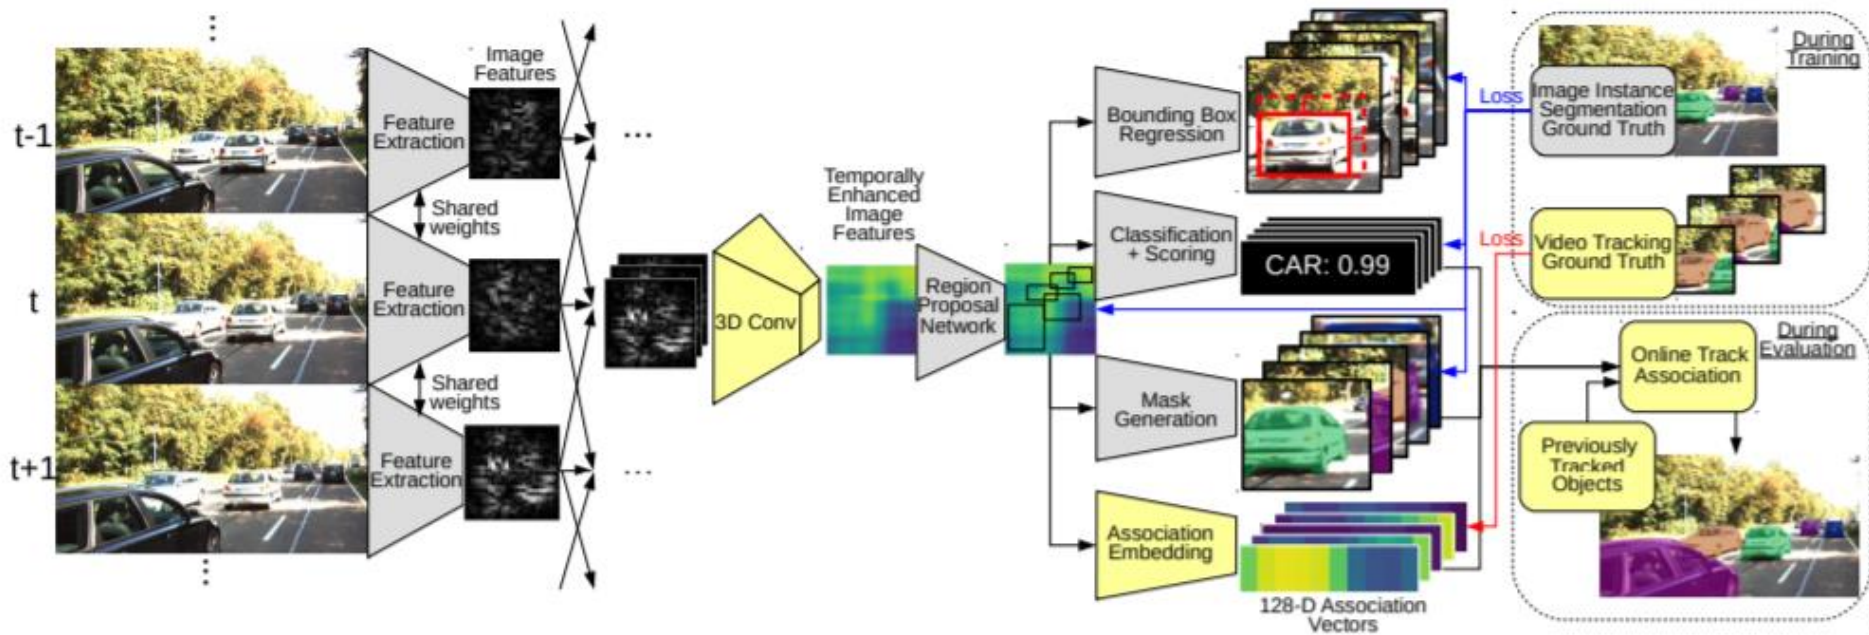 t-1
t
t+1
Feature
Extraction
Shared
weights
Feature
Extraction
Shared
weights
Feature
Extraction
Image
Features
...
...
3D Conv
Temporally
Enhanced
Image
Features
Region
Proposal
Network
Bounding Box
Regression
Classification
+ Scoring
CAR: 0.99
Mask
Generation
Association
Embedding
128-D Association
Vectors
During
Training
Loss
Image Instance
Segmentation
Ground Truth
Loss
Video Tracking
Ground Truth
During
Evaluation
Online Track
Association
Previously
Tracked
Objects